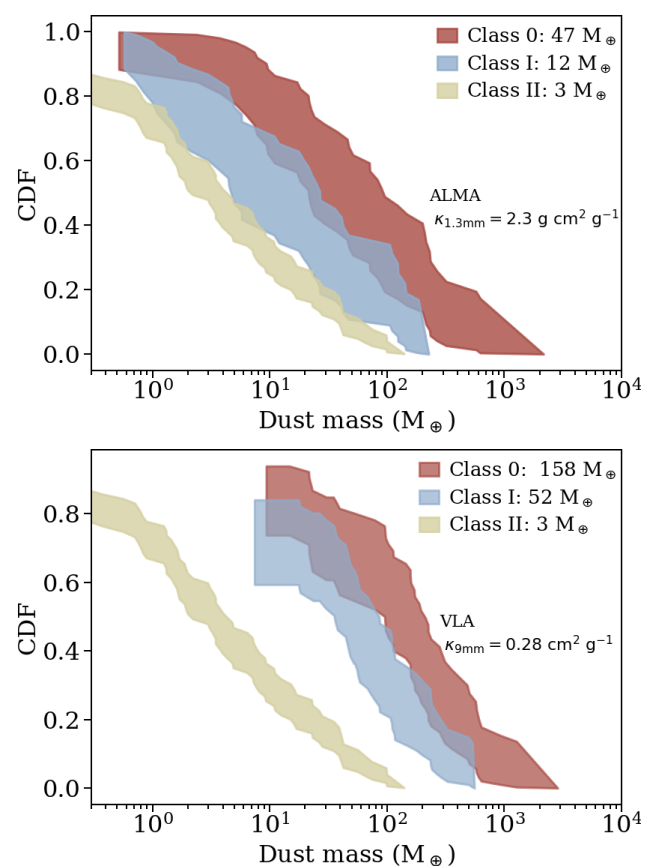 1.0
0.8
0.6
0.4
0.2
0.0
CDF
Class 0: 47 M⊕
Class I: 12 M⊕
Class II: 3 M⊕
ALMA
κ1.3mm = 2.3 g cm² g⁻¹
10⁰ 10¹ 10² 10³ 10⁴
Dust mass (M⊕)
0.8
0.6
0.4
0.2
0.0
CDF
Class 0:  158 M⊕
Class I: 52 M⊕
Class II: 3 M⊕
VLA
κ9mm = 0.28 cm² g⁻¹
10⁰ 10¹ 10² 10³ 10⁴
Dust mass (M⊕)